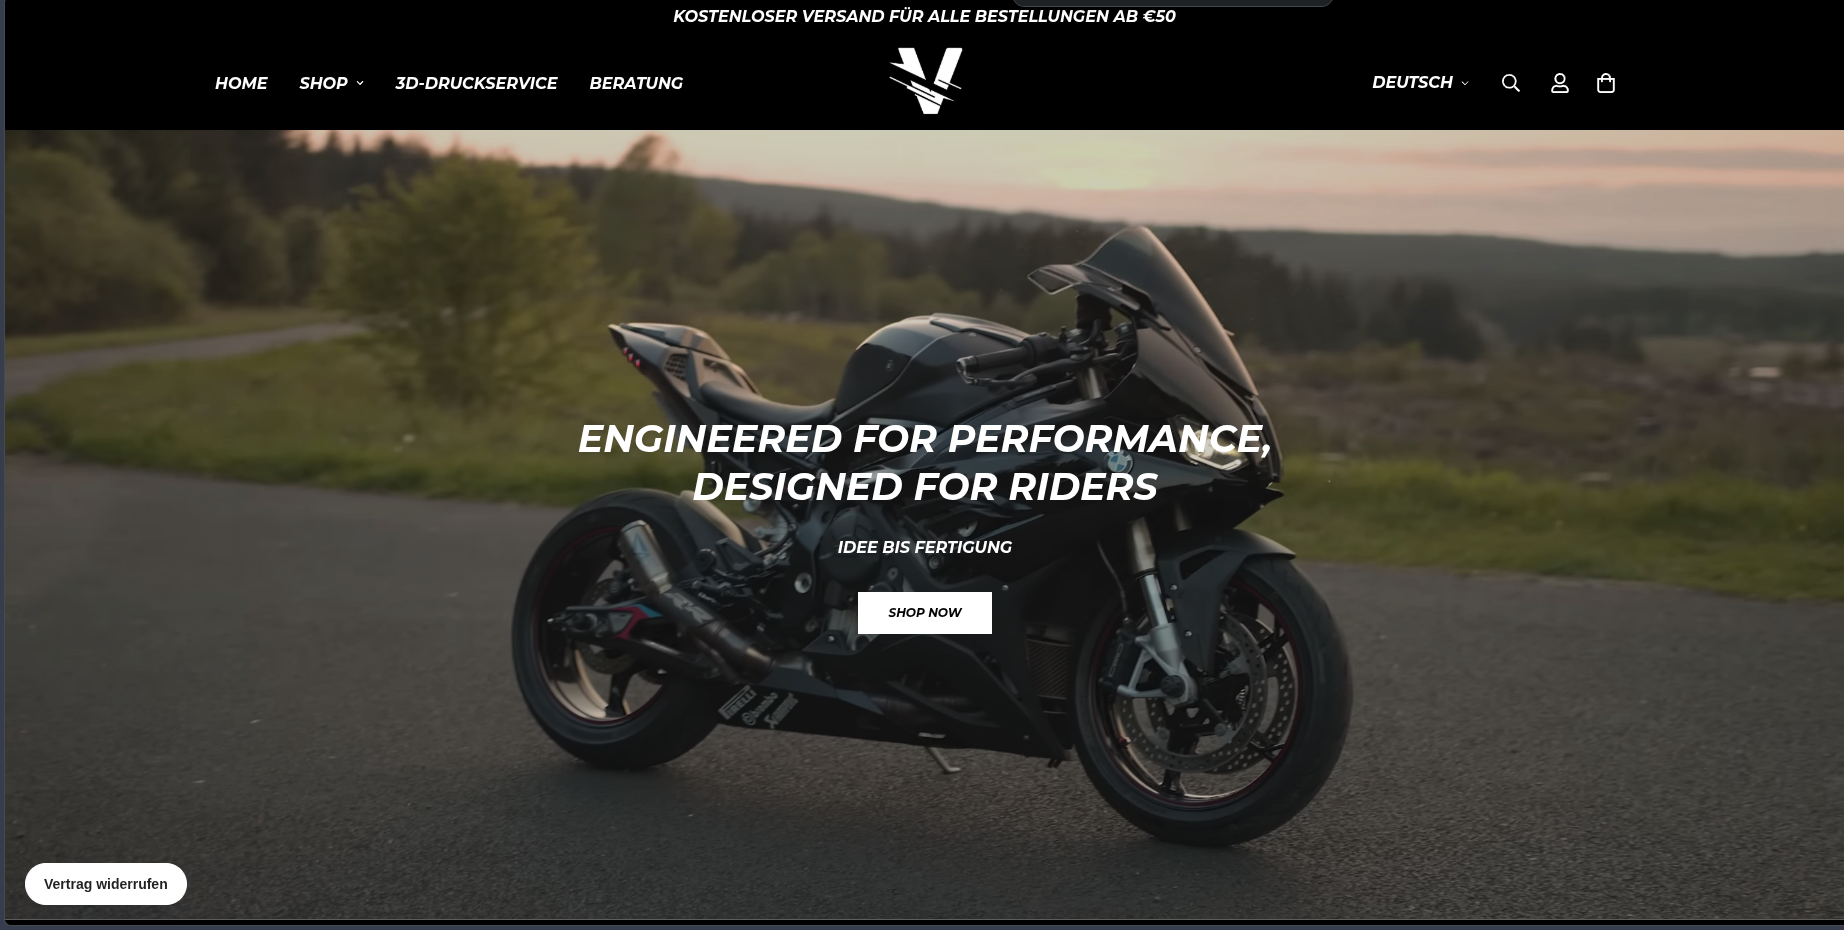 KOSTENLOSER VERSAND FÜR ALLE BESTELLUNGEN AB €50
HOME
SHOP
3D-DRUCKSERVICE
BERATUNG
V
DEUTSCH
ENGINEERED FOR PERFORMANCE,
DESIGNED FOR RIDERS
IDEE BIS FERTIGUNG
SHOP NOW
PIRELLI
Vertrag widerrufen